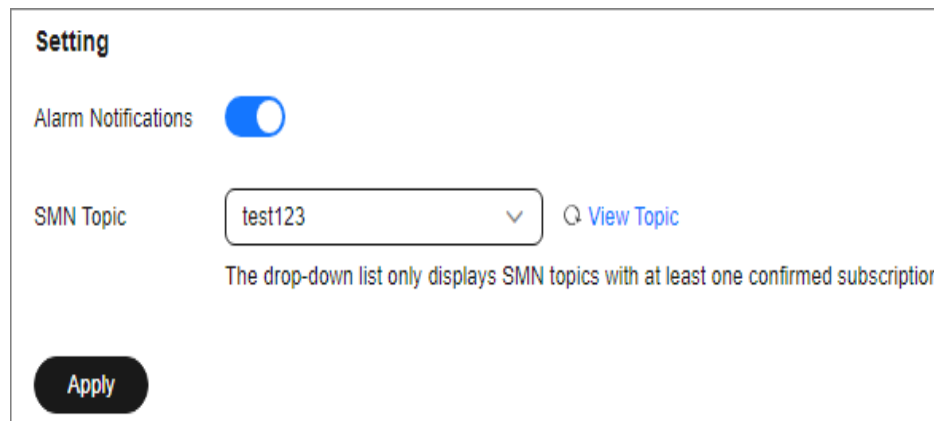 Setting
Alarm Notifications
SMN Topic test123 View Topic
The drop-down list only displays SMN topics with at least one confirmed subscription
Apply